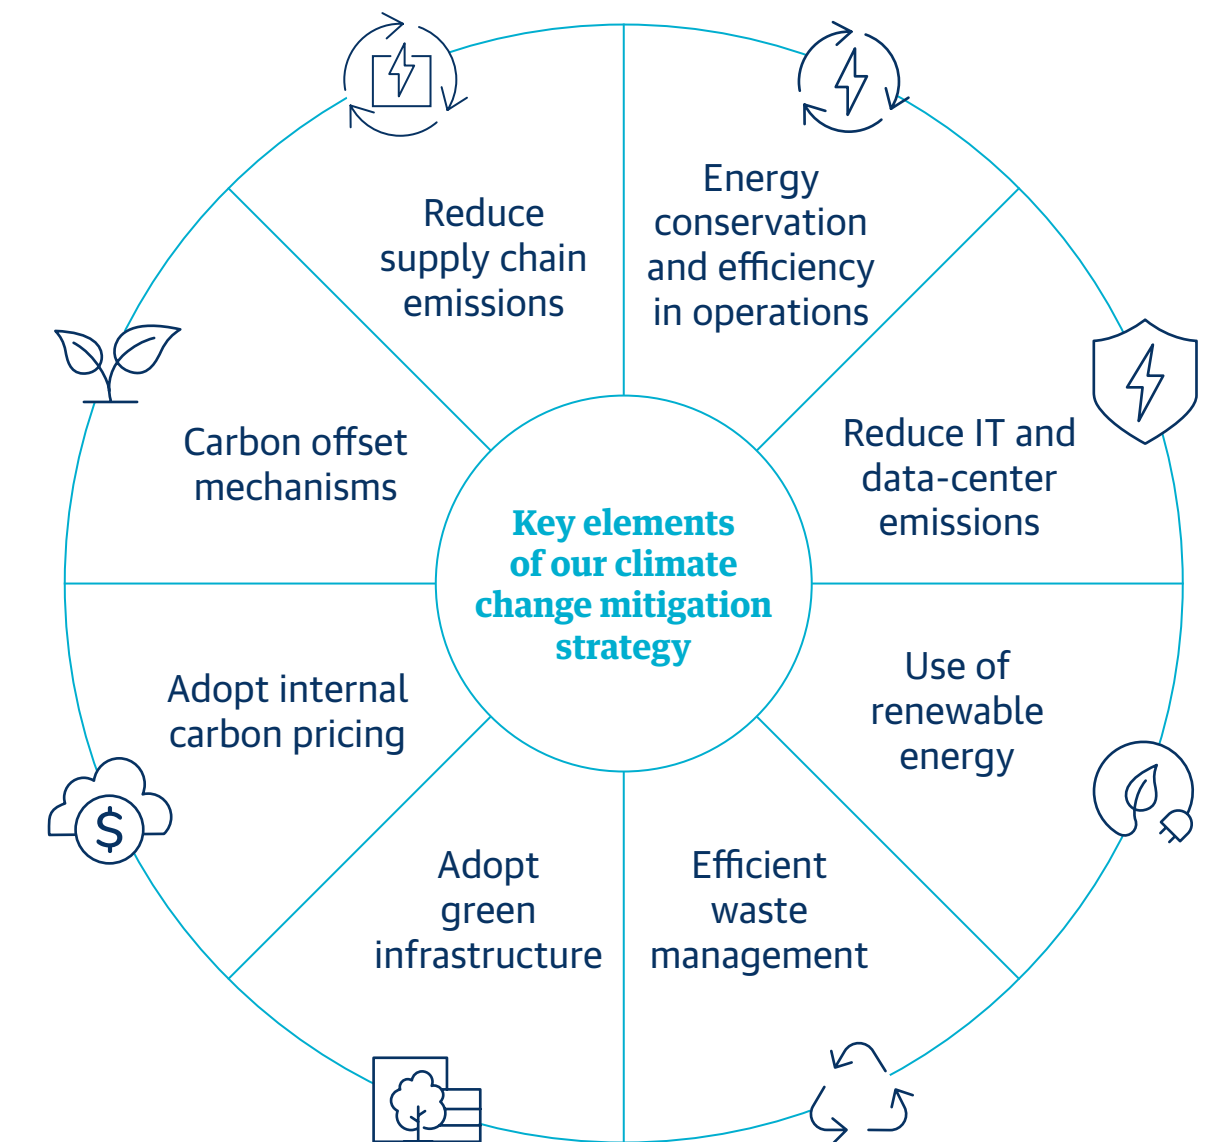 Energy
conservation
and efficiency
in operations
Reduce IT and
data-center
emissions
Use of
renewable
energy
Efficient
waste
management
Adopt
green
infrastructure
Adopt internal
carbon pricing
$
Carbon offset
mechanisms
Reduce
supply chain
emissions
Key elements
of our climate
change mitigation
strategy